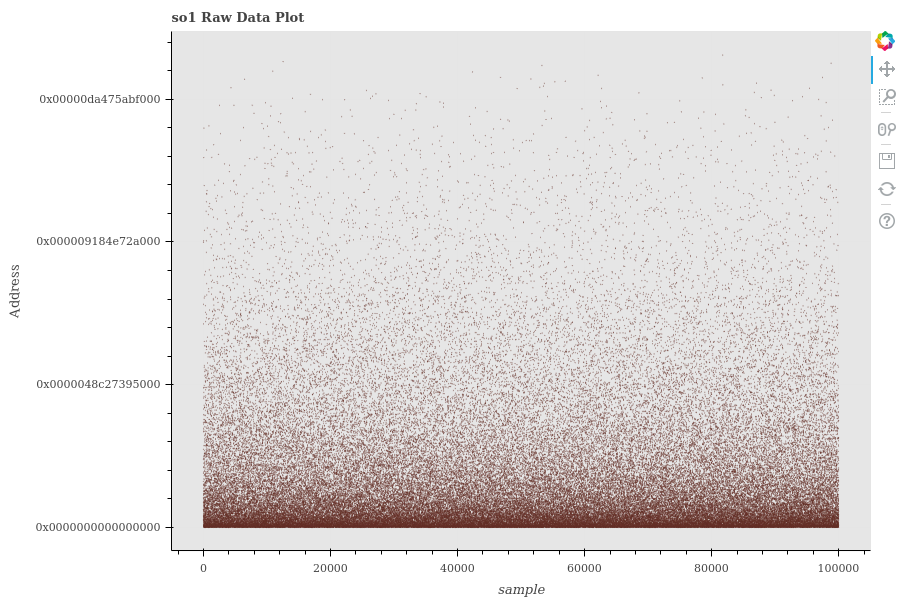 so1 Raw Data Plot
0x00000da475abf000
0x000009184e72a000
0x0000048c27395000
0x0000000000000000
Address
0
20000
40000
60000
80000
100000
sample